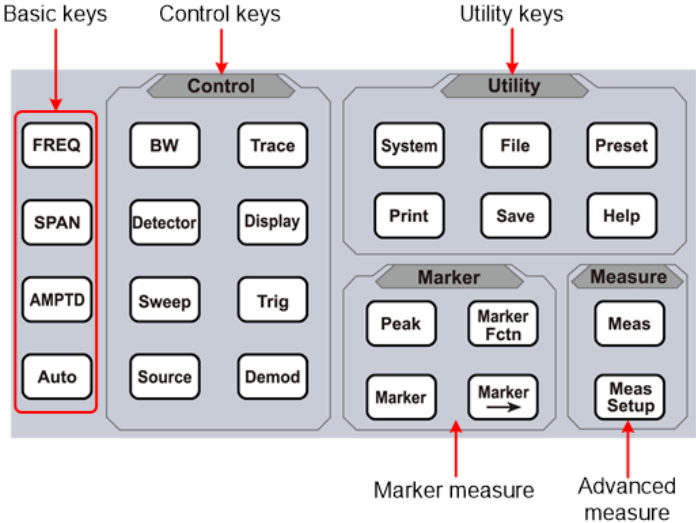 Basic keys
Control keys
Utility keys
Control
Utility
FREQ
BW
Trace
System
File
Preset
SPAN
Detector
Display
Print
Save
Help
Marker
Measure
AMPTD
Sweep
Trig
Peak
Marker
Fctn
Meas
Auto
Source
Demod
Marker
Marker
→
Meas
Setup
Marker measure
Advanced
measure